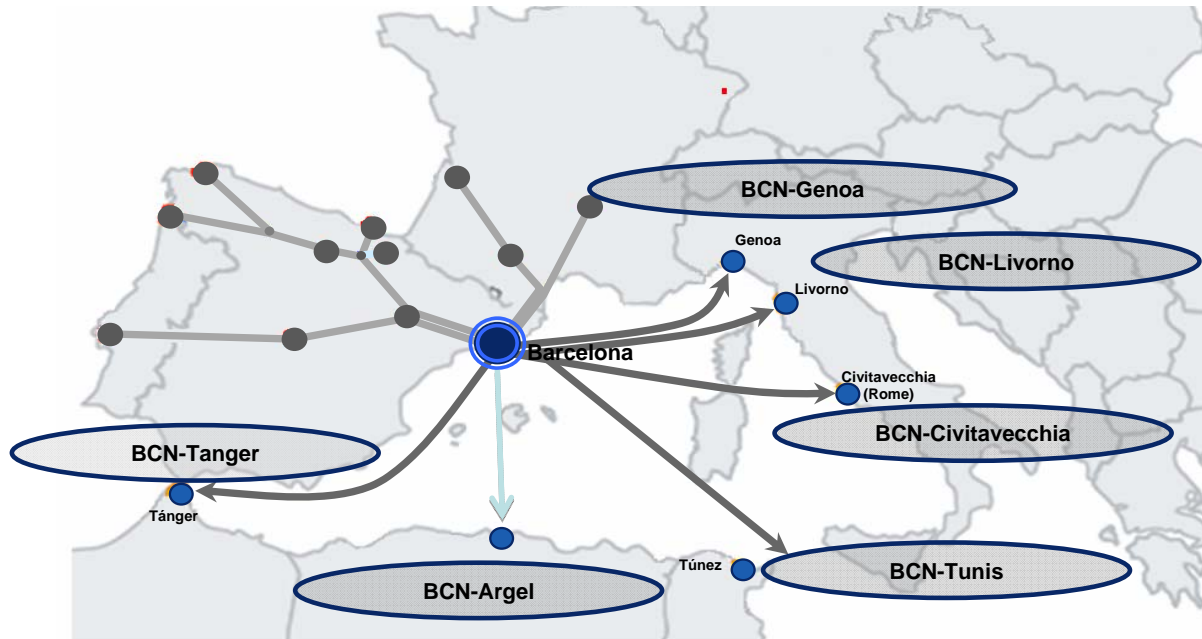 BCN-Genoa
Genoa
BCN-Livorno
Livorno
Barcelona
Civitavecchia
(Rome)
BCN-Civitavecchia
BCN-Tanger
Tánger
Túnez
BCN-Tunis
BCN-Argel